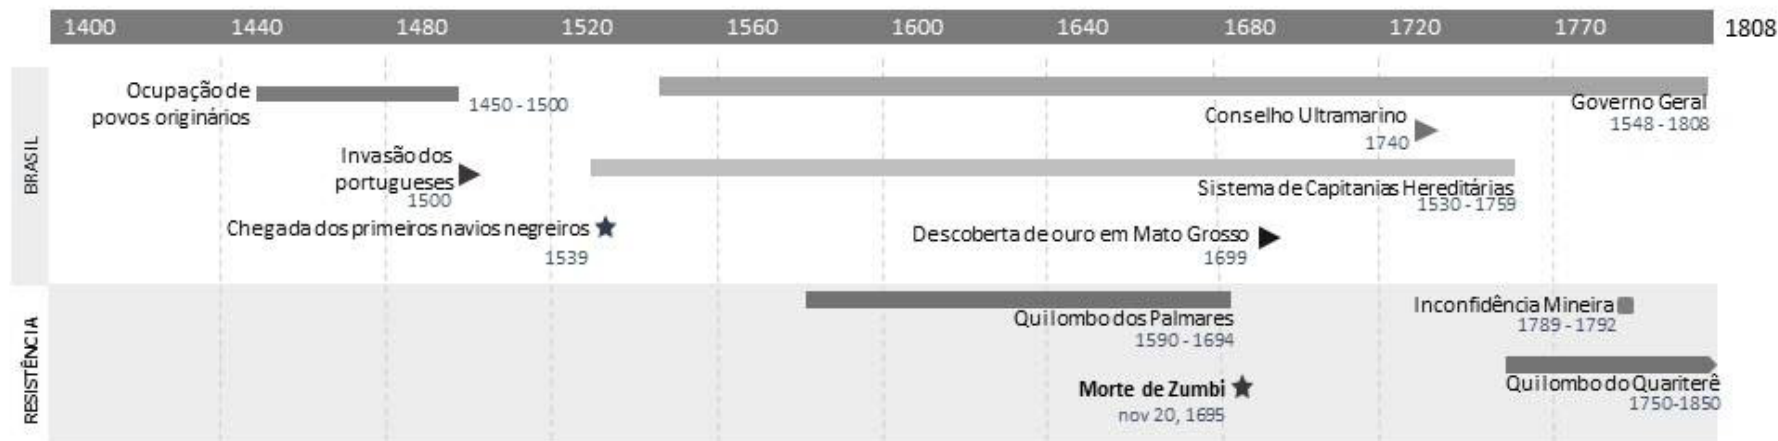 1400 1440 1480 1520 1560 1600 1640 1680 1720 1770 1808
BRASIL
Ocupação de
povos originários
1450 - 1500
Governo Geral
1548 - 1808
Conselho Ultramarino
1740
Invasão dos
portugueses
1500
Sistema de Capitanias Hereditárias
1530 - 1759
Chegada dos primeiros navios negreiros
1539
Descoberta de ouro em Mato Grosso
1699
RESISTÊNCIA
Quilombo dos Palmares
1590 - 1694
Inconfidência Mineira
1789 - 1792
Morte de Zumbi
nov 20, 1695
Quilombo do Quariterê
1750-1850